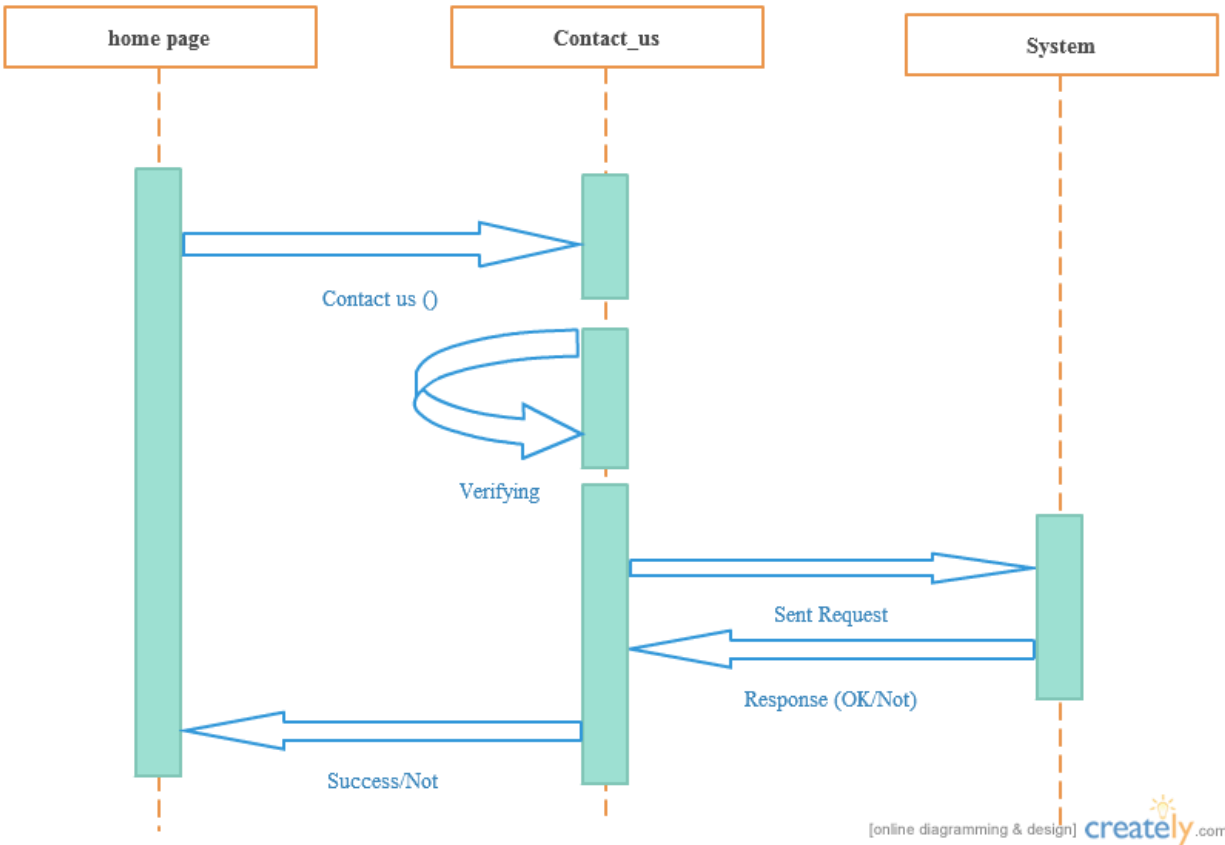 home page
Contact_us
System
Contact us ()
Verifying
Sent Request
Response (OK/Not)
Success/Not
[online diagramming & design] creately.com